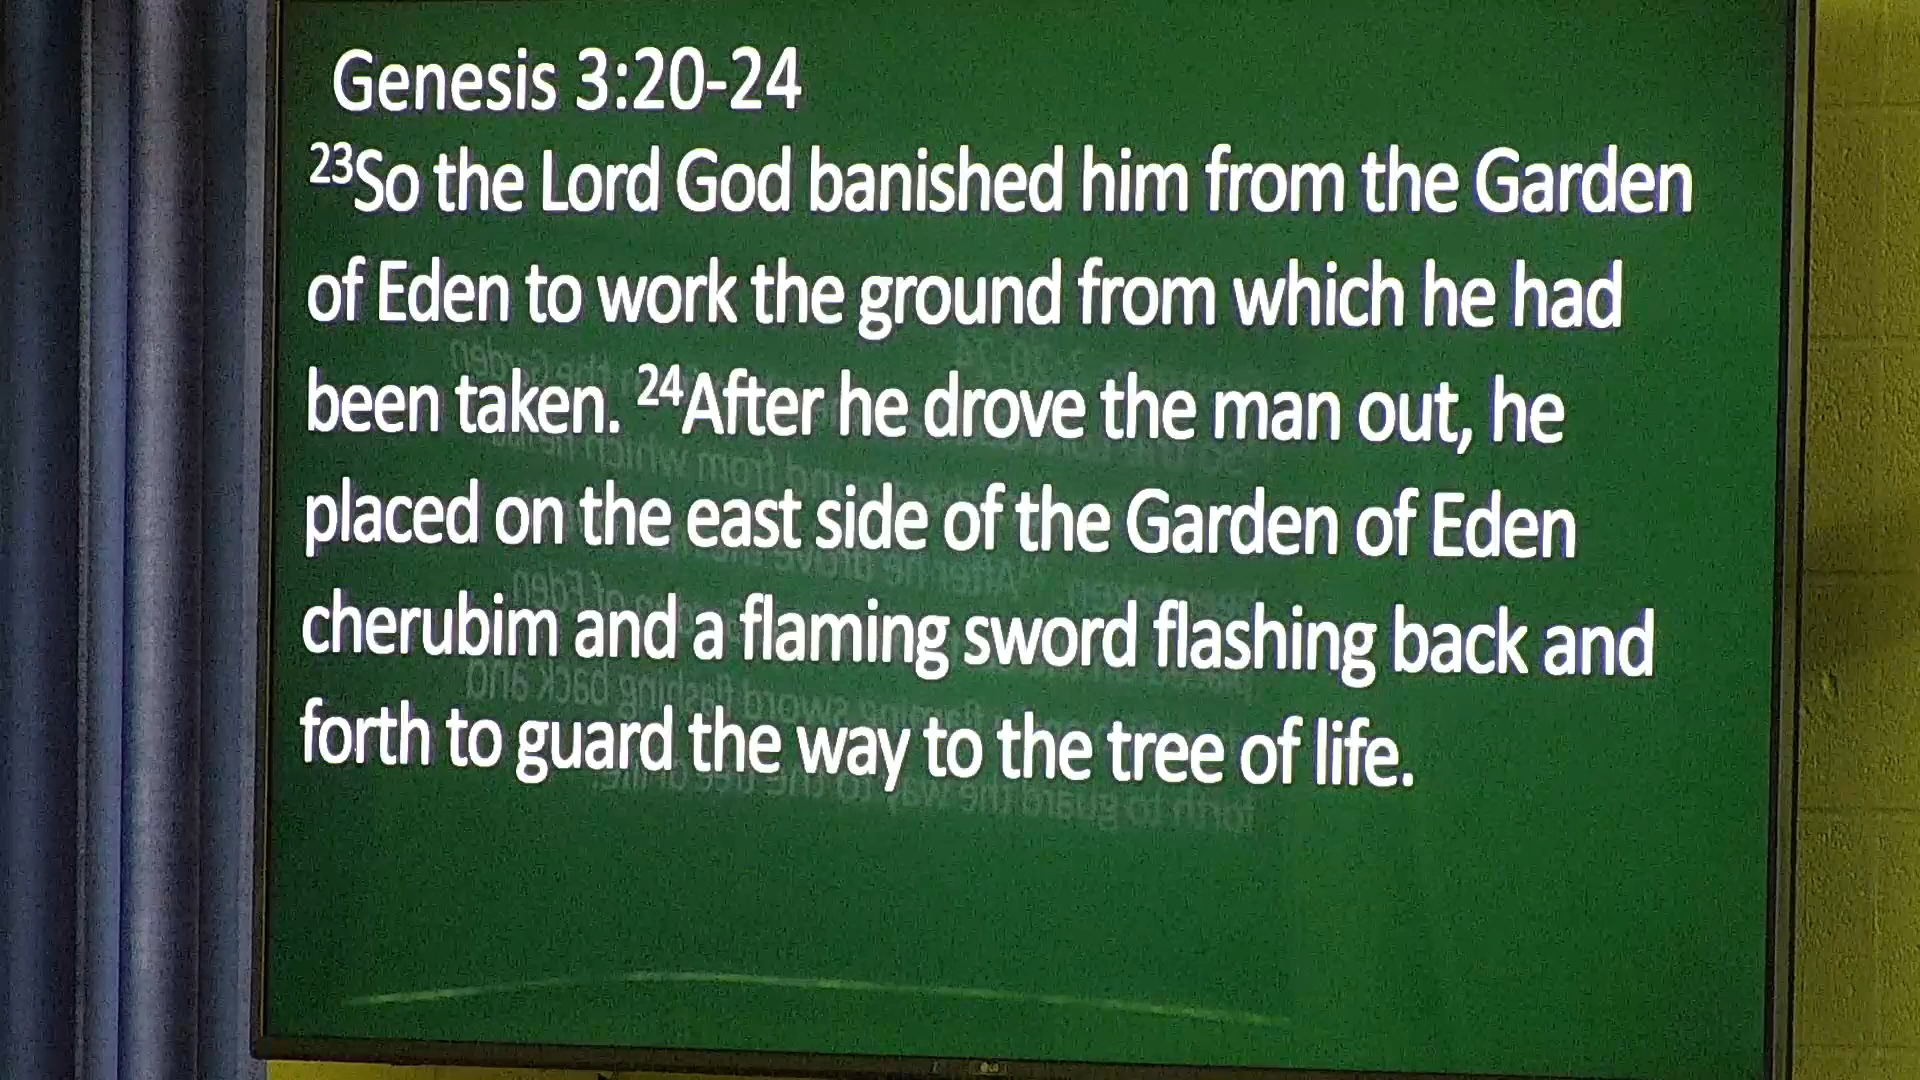 Genesis 3:20-24
²³So the Lord God banished him from the Garden
of Eden to work the ground from which he had
been taken. ²⁴After he drove the man out, he
placed on the east side of the Garden of Eden
cherubim and a flaming sword flashing back and
forth to guard the way to the tree of life.